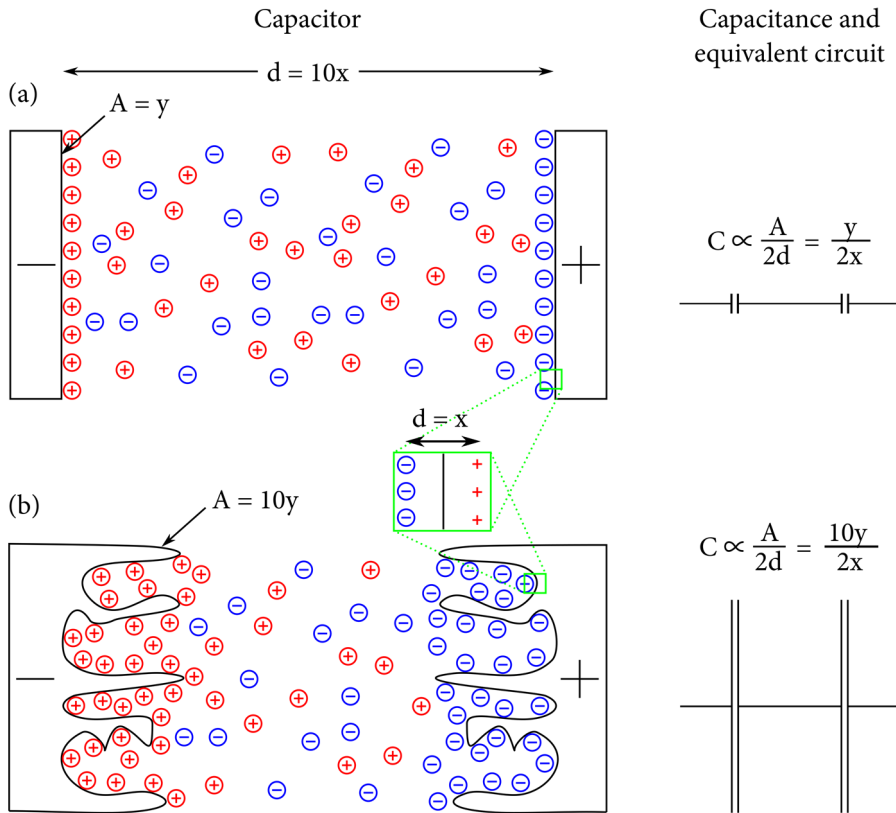 Capacitor
Capacitance and
equivalent circuit
d = 10x
(a)
A = y
C ∝ A/2d = y/2x
d = x
(b)
A = 10y
C ∝ A/2d = 10y/2x